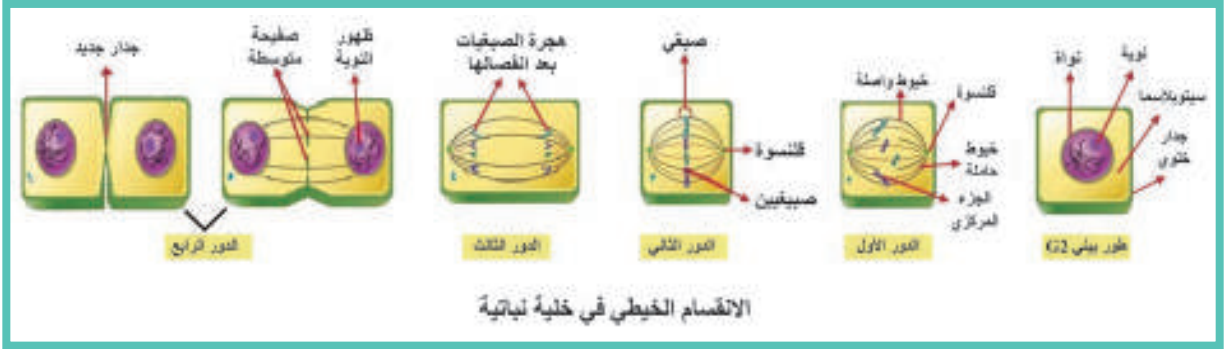 نوية
نواة
سيتوبلاسما
جدار
خلوي
طور بيني G2
خيوط واصلة
قلنسوة
خيوط
حاملة
الجزء
المركزي
الدور الأول
صبغي
قلنسوة
صبيغيين
الدور الثاني
هجرة الصبغيات
بعد انفصالها
الدور الثالث
ظهور
النوية
صفيحة
متوسطة
جدار جديد
الدور الرابع
الانقسام الخيطي في خلية نباتية